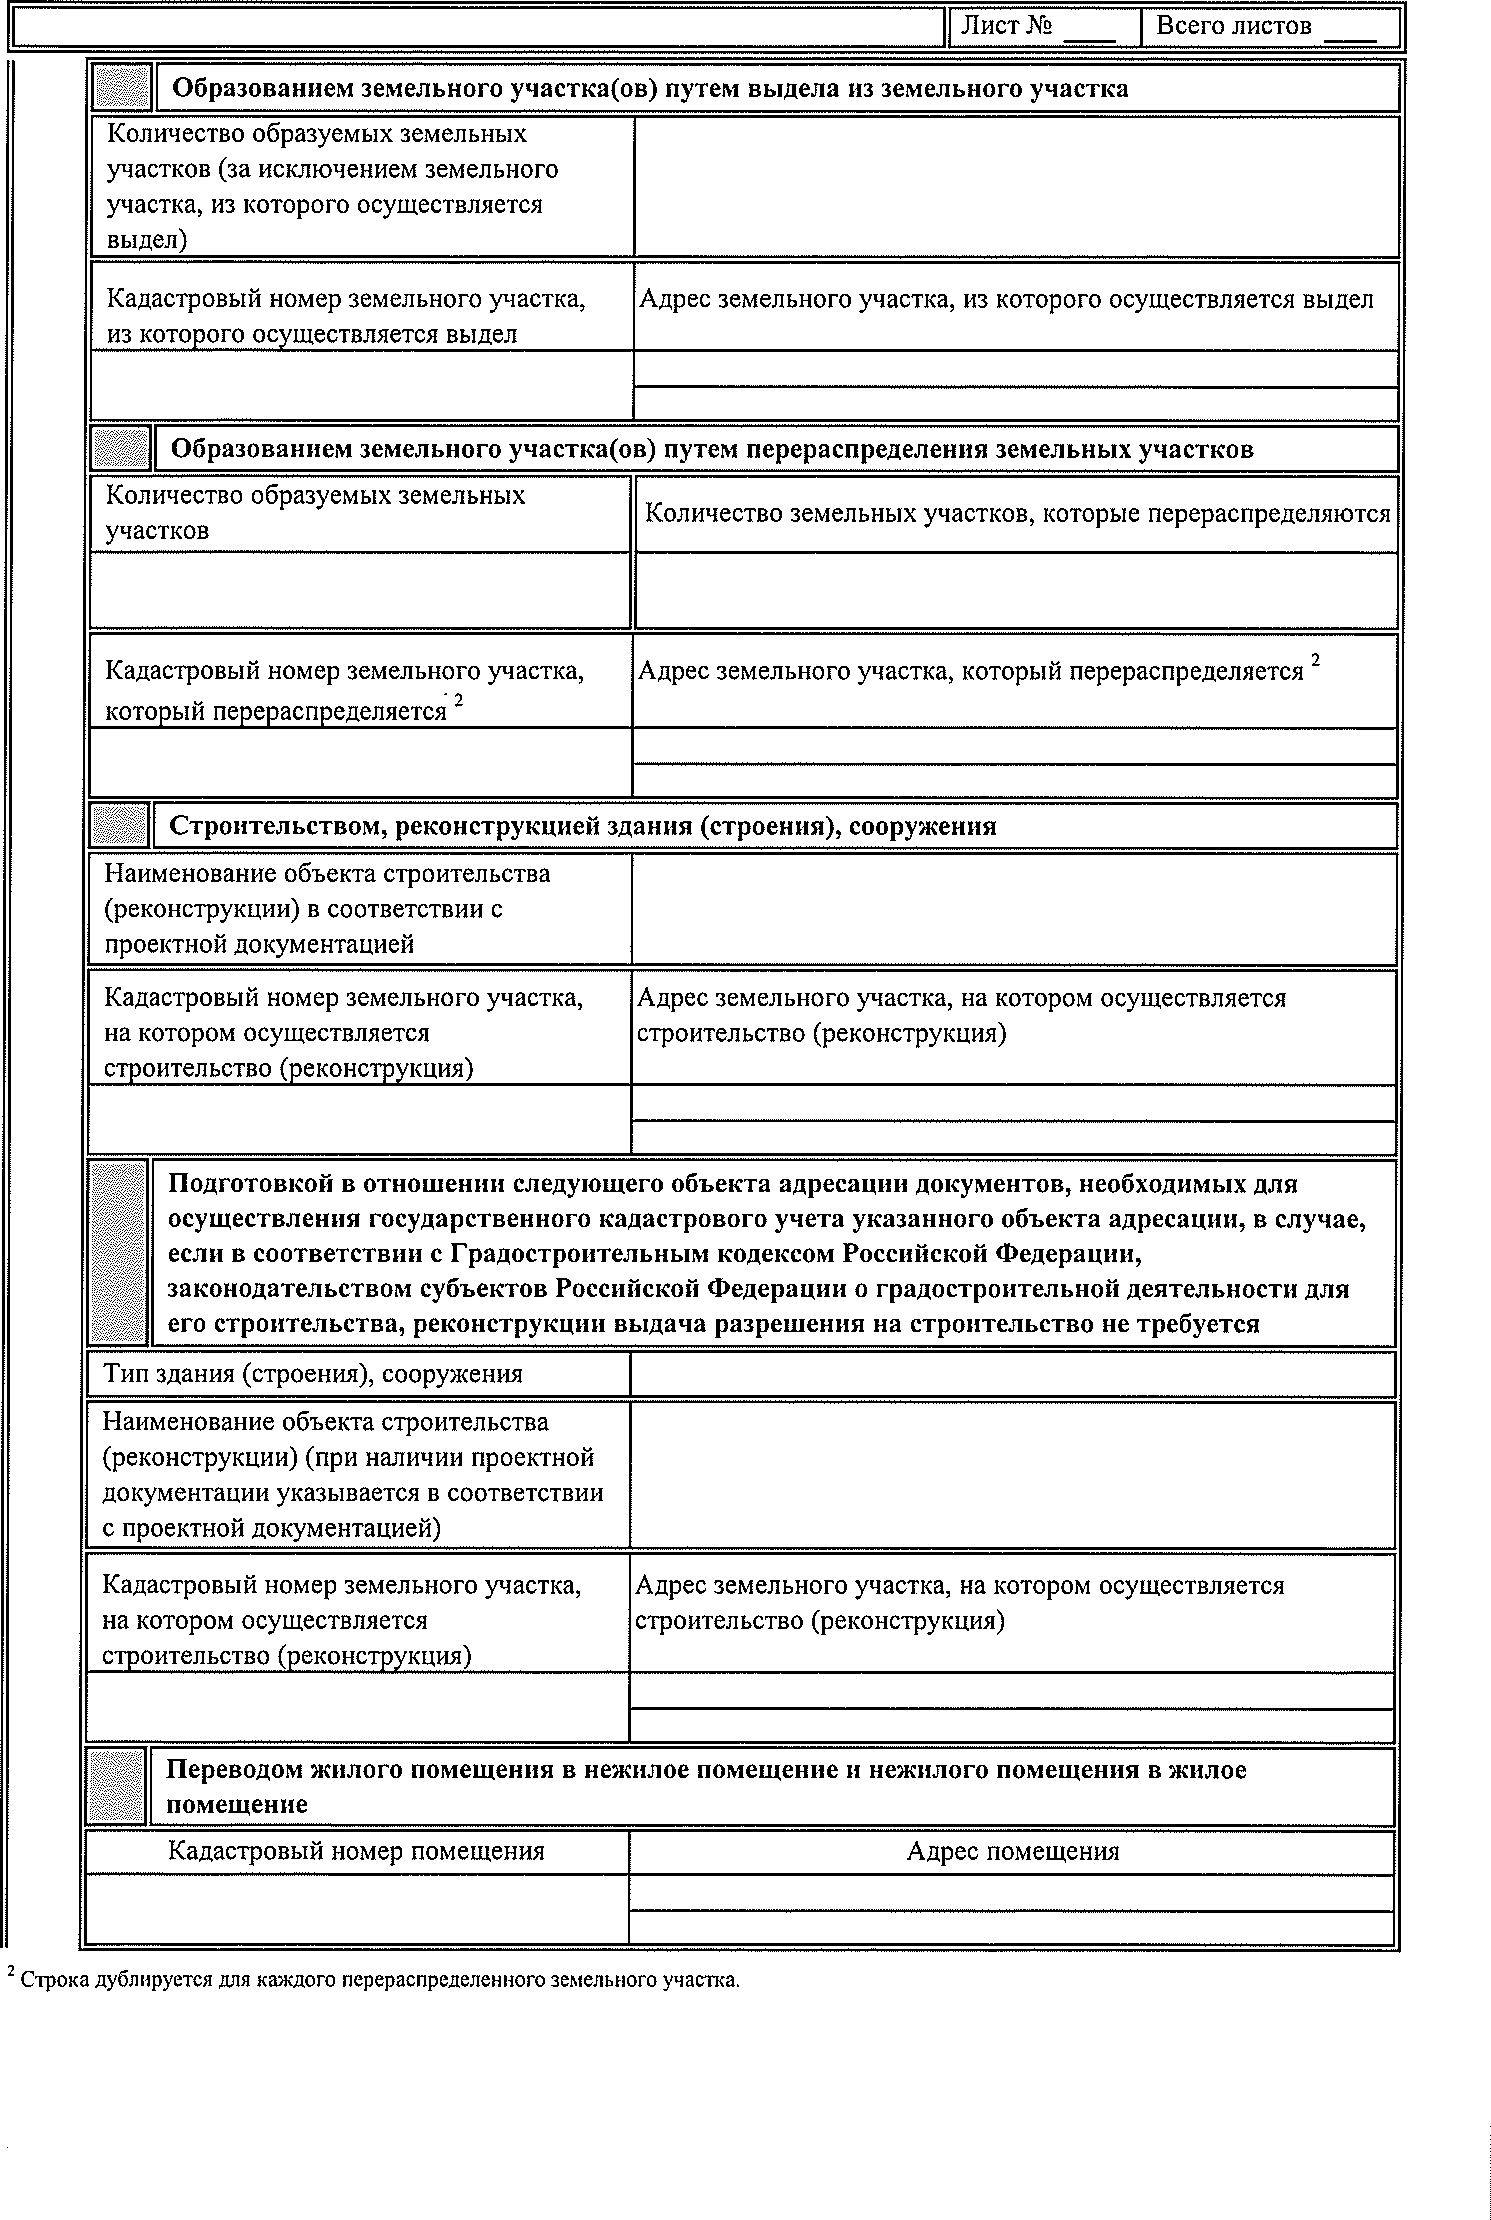 Лист № ____ Всего листов ____
Образованием земельного участка(ов) путем выдела из земельного участка
Количество образуемых земельных
участков (за исключением земельного
участка, из которого осуществляется
выдел)
Кадастровый номер земельного участка,
из которого осуществляется выдел
Адрес земельного участка, из которого осуществляется выдел
Образованием земельного участка(ов) путем перераспределения земельных участков
Количество образуемых земельных
участков
Количество земельных участков, которые перераспределяются
Кадастровый номер земельного участка,
который перераспределяется ²
Адрес земельного участка, который перераспределяется ²
Строительством, реконструкцией здания (строения), сооружения
Наименование объекта строительства
(реконструкции) в соответствии с
проектной документацией
Кадастровый номер земельного участка,
на котором осуществляется
строительство (реконструкция)
Адрес земельного участка, на котором осуществляется
строительство (реконструкция)
Подготовкой в отношении следующего объекта адресации документов, необходимых для
осуществления государственного кадастрового учета указанного объекта адресации, в случае,
если в соответствии с Градостроительным кодексом Российской Федерации,
законодательством субъектов Российской Федерации о градостроительной деятельности для
его строительства, реконструкции выдача разрешения на строительство не требуется
Тип здания (строения), сооружения
Наименование объекта строительства
(реконструкции) (при наличии проектной
документации указывается в соответствии
с проектной документацией)
Кадастровый номер земельного участка,
на котором осуществляется
строительство (реконструкция)
Адрес земельного участка, на котором осуществляется
строительство (реконструкция)
Переводом жилого помещения в нежилое помещение и нежилого помещения в жилое
помещение
Кадастровый номер помещения
Адрес помещения
² Строка дублируется для каждого перераспределенного земельного участка.